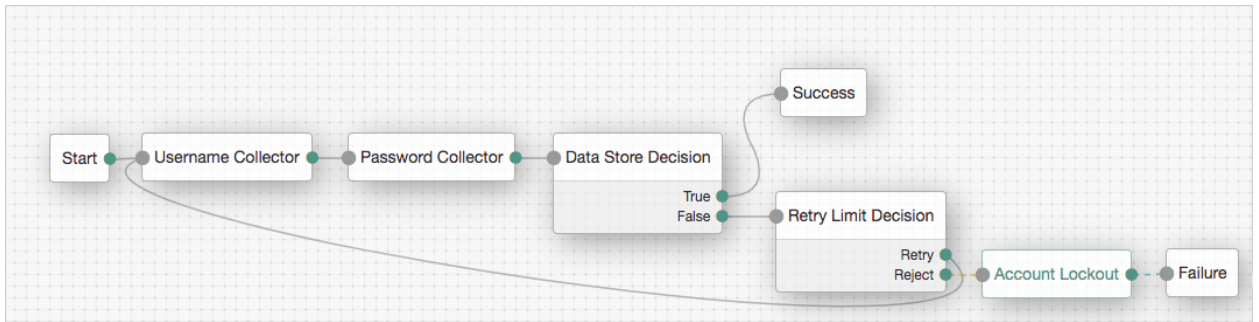 Success
Start
Username Collector
Password Collector
Data Store Decision
True
False
Retry Limit Decision
Retry
Reject
Account Lockout
Failure